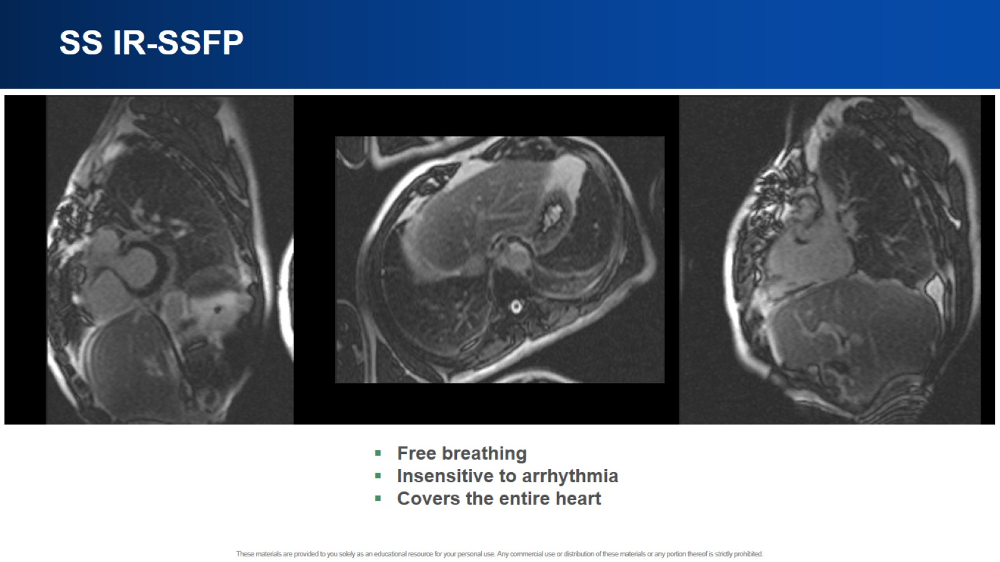 SS IR-SSFP
Free breathing
Insensitive to arrhythmia
Covers the entire heart
These materials are provided to you solely as an educational resource for your personal use. Any commercial use or distribution of these materials or any portion thereof is strictly prohibited.